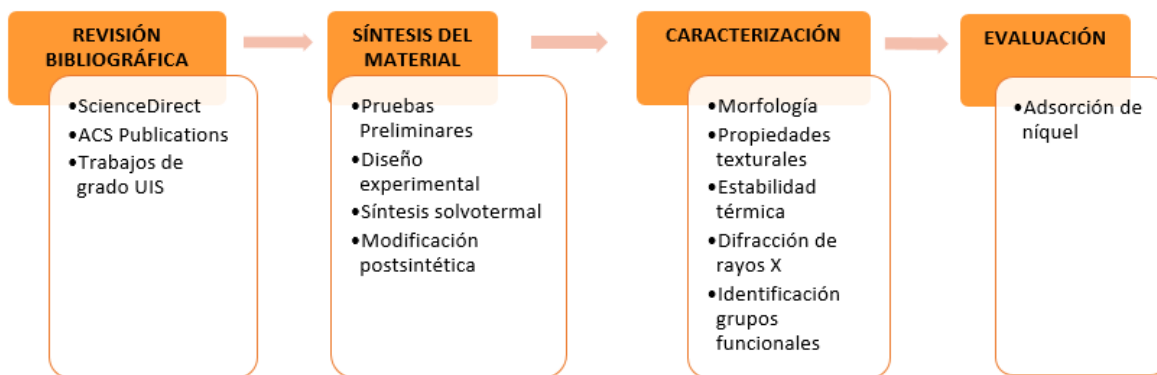 REVISIÓN
BIBLIOGRÁFICA
•ScienceDirect
•ACS Publications
•Trabajos de
grado UIS
SÍNTESIS DEL
MATERIAL
•Pruebas
Preliminares
•Diseño
experimental
•Síntesis solvotermal
•Modificación
postsintética
CARACTERIZACIÓN
•Morfología
•Propiedades
texturales
•Estabilidad
térmica
•Difracción de
rayos X
•Identificación
grupos
funcionales
EVALUACIÓN
•Adsorción de
níquel